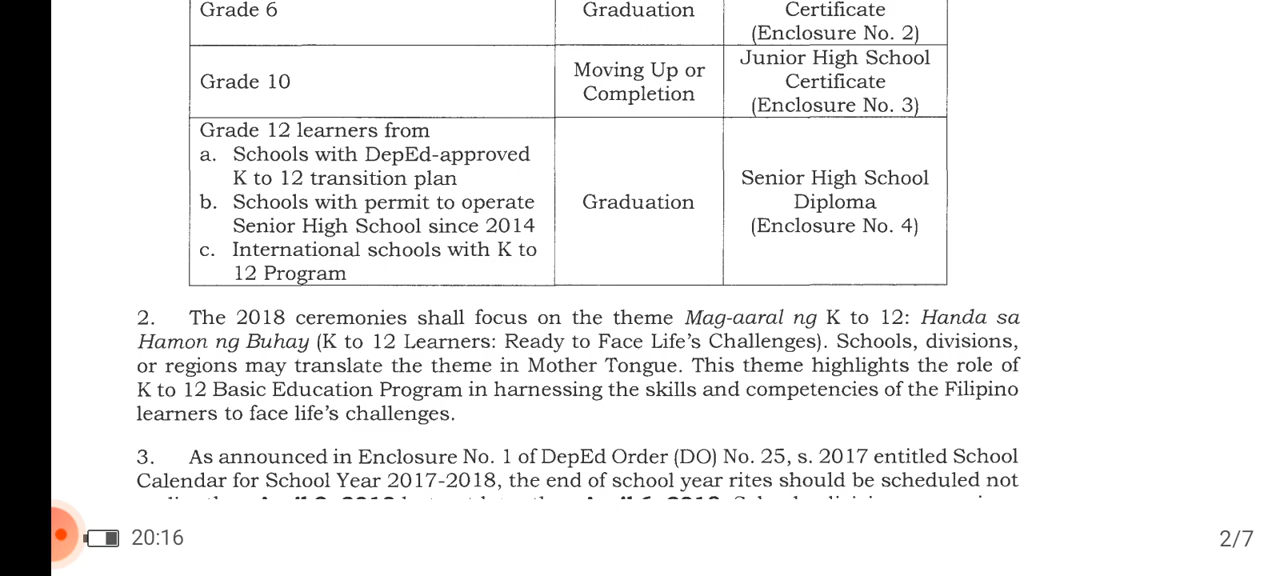 Grade 6
Graduation
Certificate
(Enclosure No. 2)
Grade 10
Moving Up or
Completion
Junior High School
Certificate
(Enclosure No. 3)
Grade 12 learners from
a. Schools with DepEd-approved
K to 12 transition plan
b. Schools with permit to operate
Senior High School since 2014
c. International schools with K to
12 Program
Graduation
Senior High School
Diploma
(Enclosure No. 4)
2. The 2018 ceremonies shall focus on the theme Mag-aaral ng K to 12: Handa sa
Hamon ng Buhay (K to 12 Learners: Ready to Face Life's Challenges). Schools, divisions,
or regions may translate the theme in Mother Tongue. This theme highlights the role of
K to 12 Basic Education Program in harnessing the skills and competencies of the Filipino
learners to face life's challenges.
3. As announced in Enclosure No. 1 of DepEd Order (DO) No. 25, s. 2017 entitled School
Calendar for School Year 2017-2018, the end of school year rites should be scheduled not
20:16
2/7